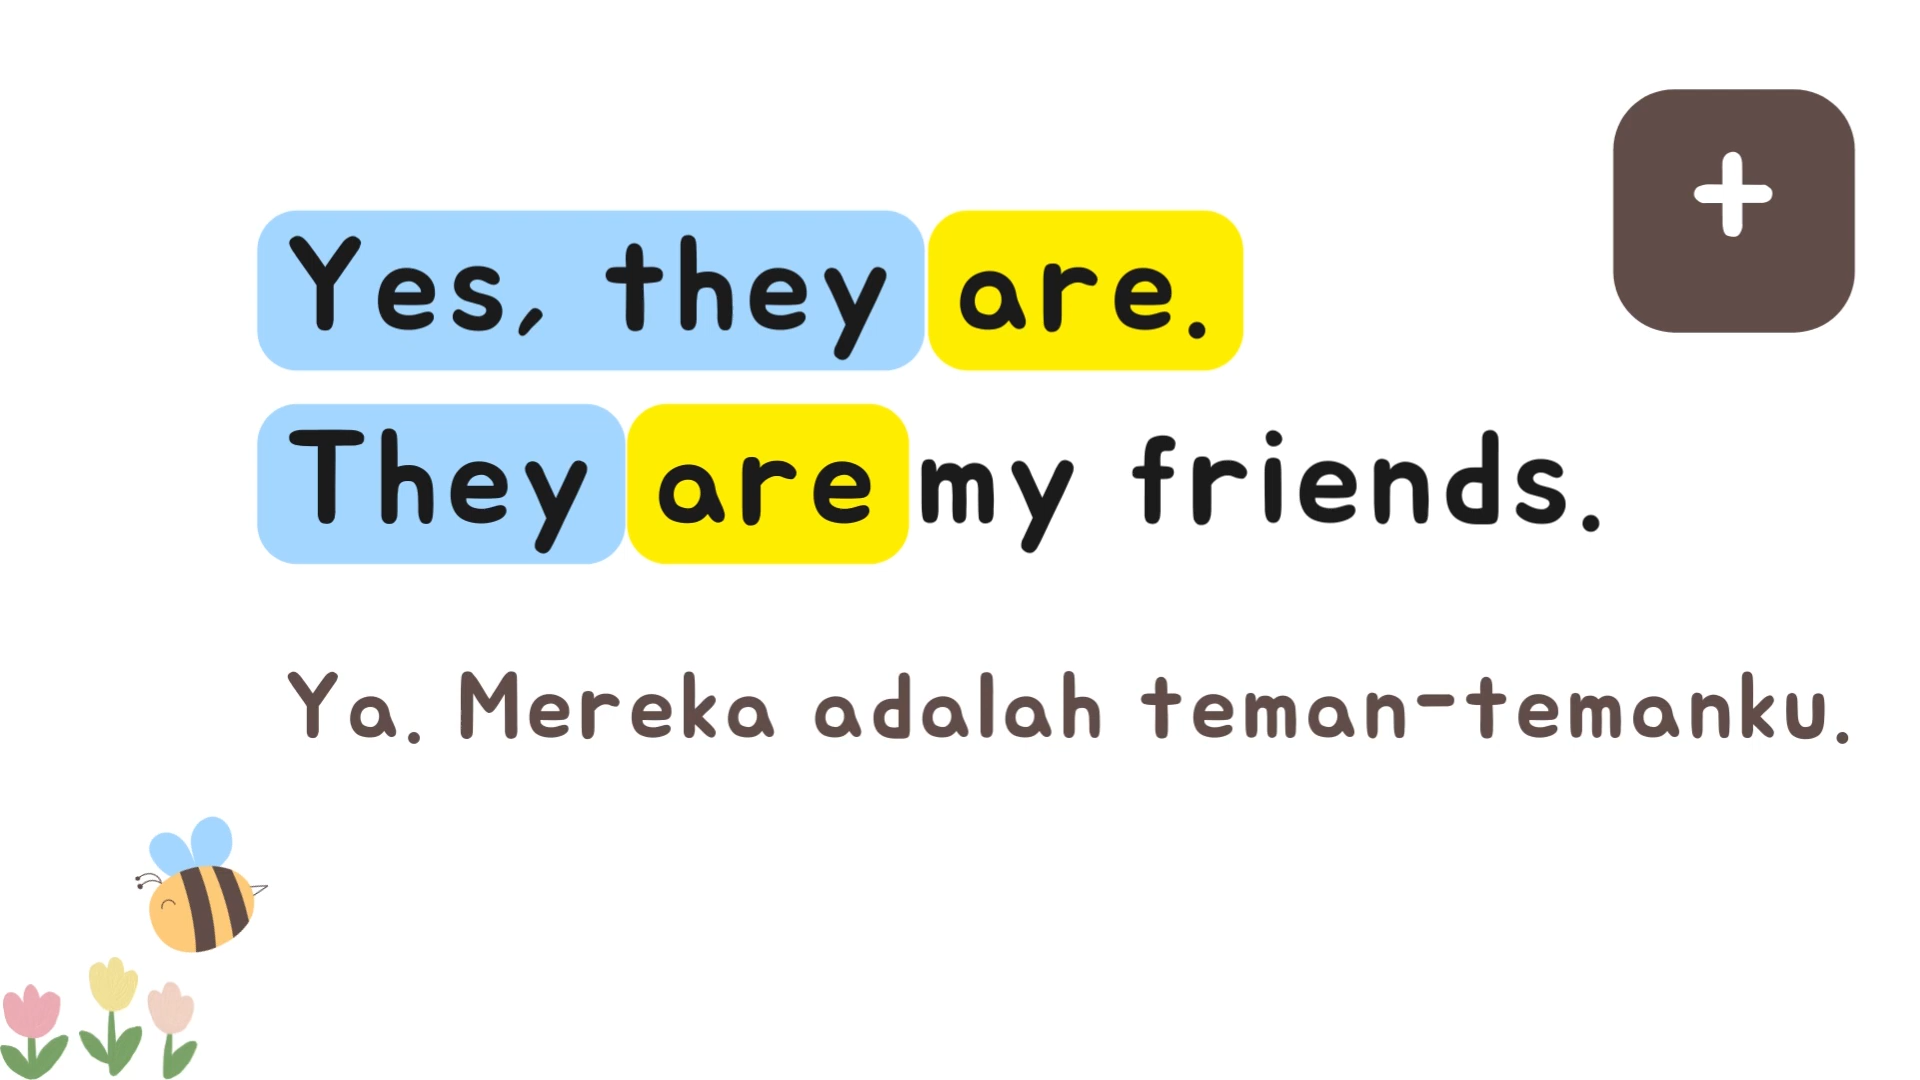 +
Yes, they are.
They are my friends.
Ya. Mereka adalah teman-temanku.